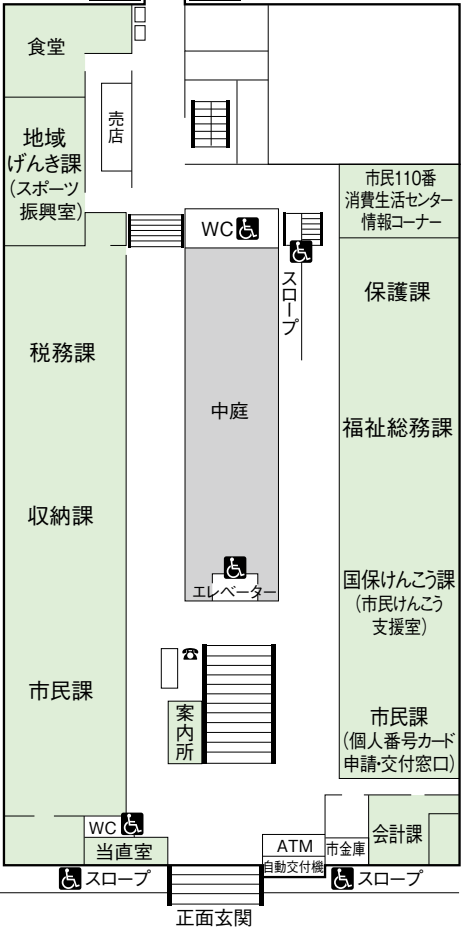 食堂
売店
地域
げんき課
(スポーツ
振興室)
市民110番
消費生活センター
情報コーナー
WC
スロープ
保護課
税務課
中庭
福祉総務課
収納課
エレベーター
国保けんこう課
(市民けんこう
支援室)
市民課
案内所
市民課
(個人番号カード
申請・交付窓口)
WC
当直室
ATM
自動交付機
市金庫
会計課
スロープ
スロープ
正面玄関